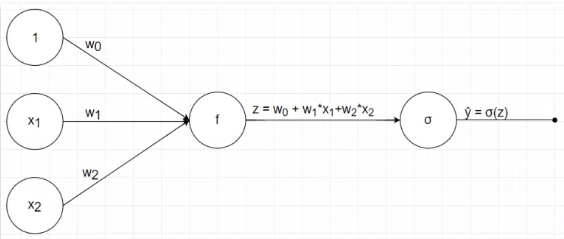 1
w0
x1
w1
f
z = w0 + w1*x1+w2*x2
σ
ŷ = σ(z)
w2
x2